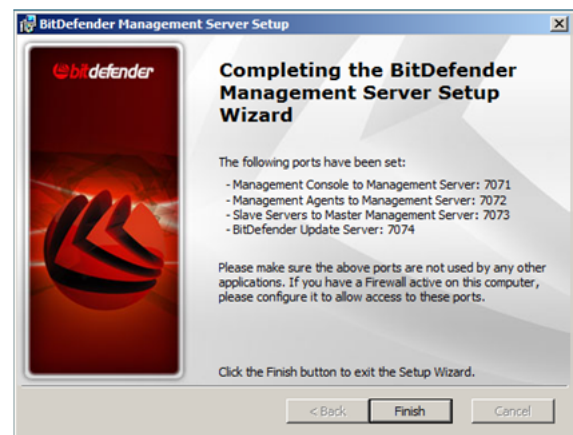 BitDefender Management Server Setup
bitdefender
Completing the BitDefender
Management Server Setup
Wizard
The following ports have been set:
- Management Console to Management Server: 7071
- Management Agents to Management Server: 7072
- Slave Servers to Master Management Server: 7073
- BitDefender Update Server: 7074
Please make sure the above ports are not used by any other
applications. If you have a Firewall active on this computer,
please configure it to allow access to these ports.
Click the Finish button to exit the Setup Wizard.
< Back
Finish
Cancel